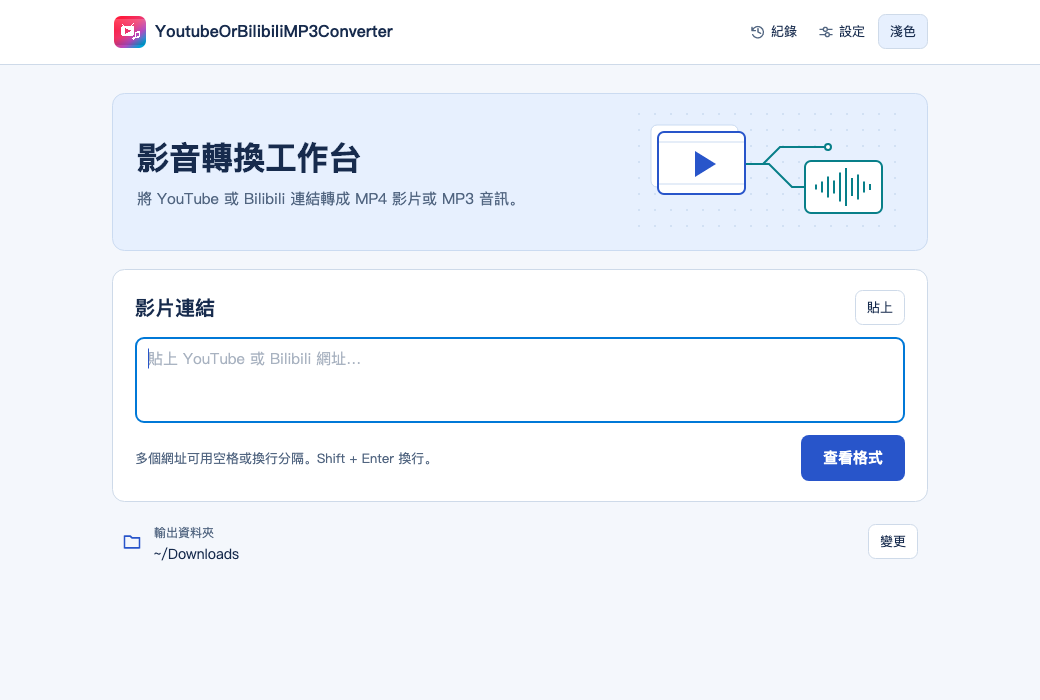 YoutubeOrBilibiliMP3Converter
紀錄
設定
淺色
影音轉換工作台
將 YouTube 或 Bilibili 連結轉成 MP4 影片或 MP3 音訊。
影片連結
貼上
貼上 YouTube 或 Bilibili 網址...
多個網址可用空格或換行分隔。Shift + Enter 換行。
查看格式
輸出資料夾
~/Downloads
變更